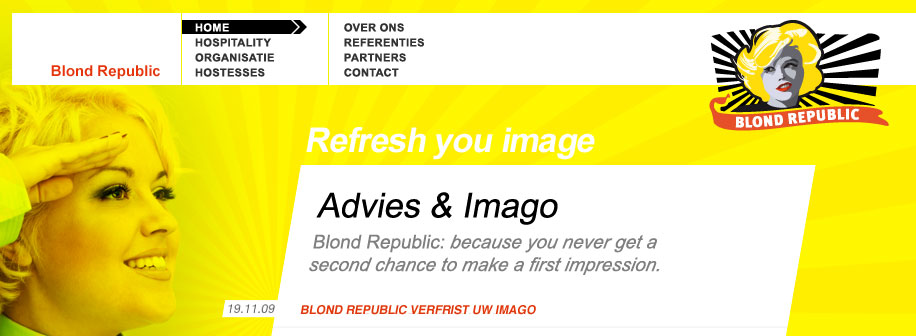 Blond Republic
HOME
HOSPITALITY
ORGANISATIE
HOSTESSES
OVER ONS
REFERENTIES
PARTNERS
CONTACT
BLOND REPUBLIC
Refresh you image
Advies & Imago
Blond Republic: because you never get a
second chance to make a first impression.
19.11.09
BLOND REPUBLIC VERFRIST UW IMAGO